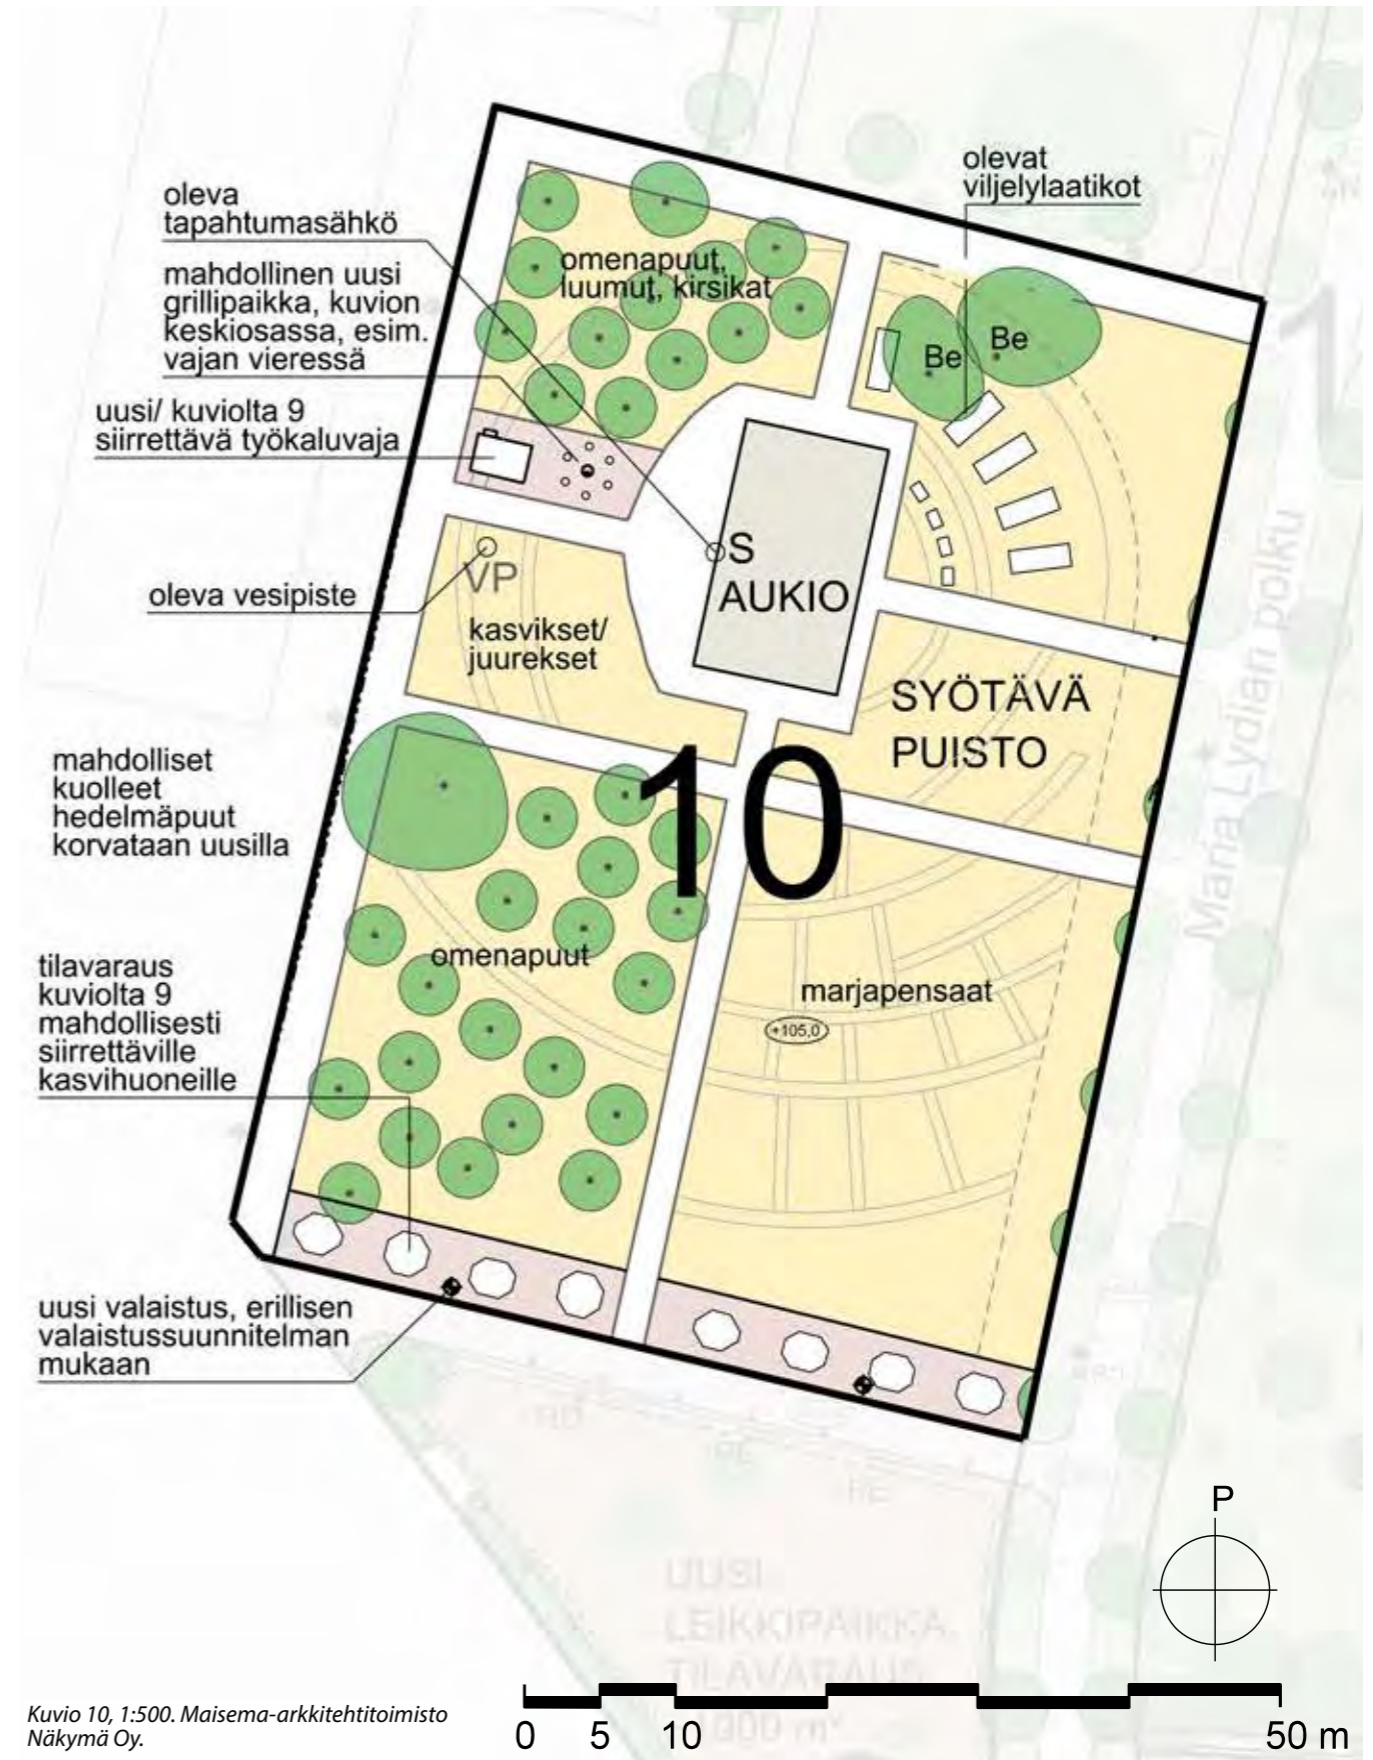 olevat
viljelylaatikot
oleva
tapahtumasähkö
mahdollinen uusi
grillipaikka, kuvion
keskiosassa, esim.
vajan vieressä
omenapuut,
luumut, kirsikat
Be
Be
uusi/ kuviolta 9
siirrettävä työkaluvaja
S
AUKIO
VP
oleva vesipiste
kasvikset/
juurekset
Maria Lydian polku
SYÖTÄVÄ
PUISTO
10
mahdolliset
kuolleet
hedelmäpuut
korvataan uusilla
omenapuut
marjapensaat
+105,0
tilavaraus
kuviolta 9
mahdollisesti
siirrettäville
kasvihuoneille
uusi valaistus, erillisen
valaistussuunnitelman
mukaan
P
UUSI
LEIKKIPAIKKA,
TILAVARAUS
Kuvio 10, 1:500. Maisema-arkkitehtitoimisto
Näkymä Oy.
0 5 10 50 m